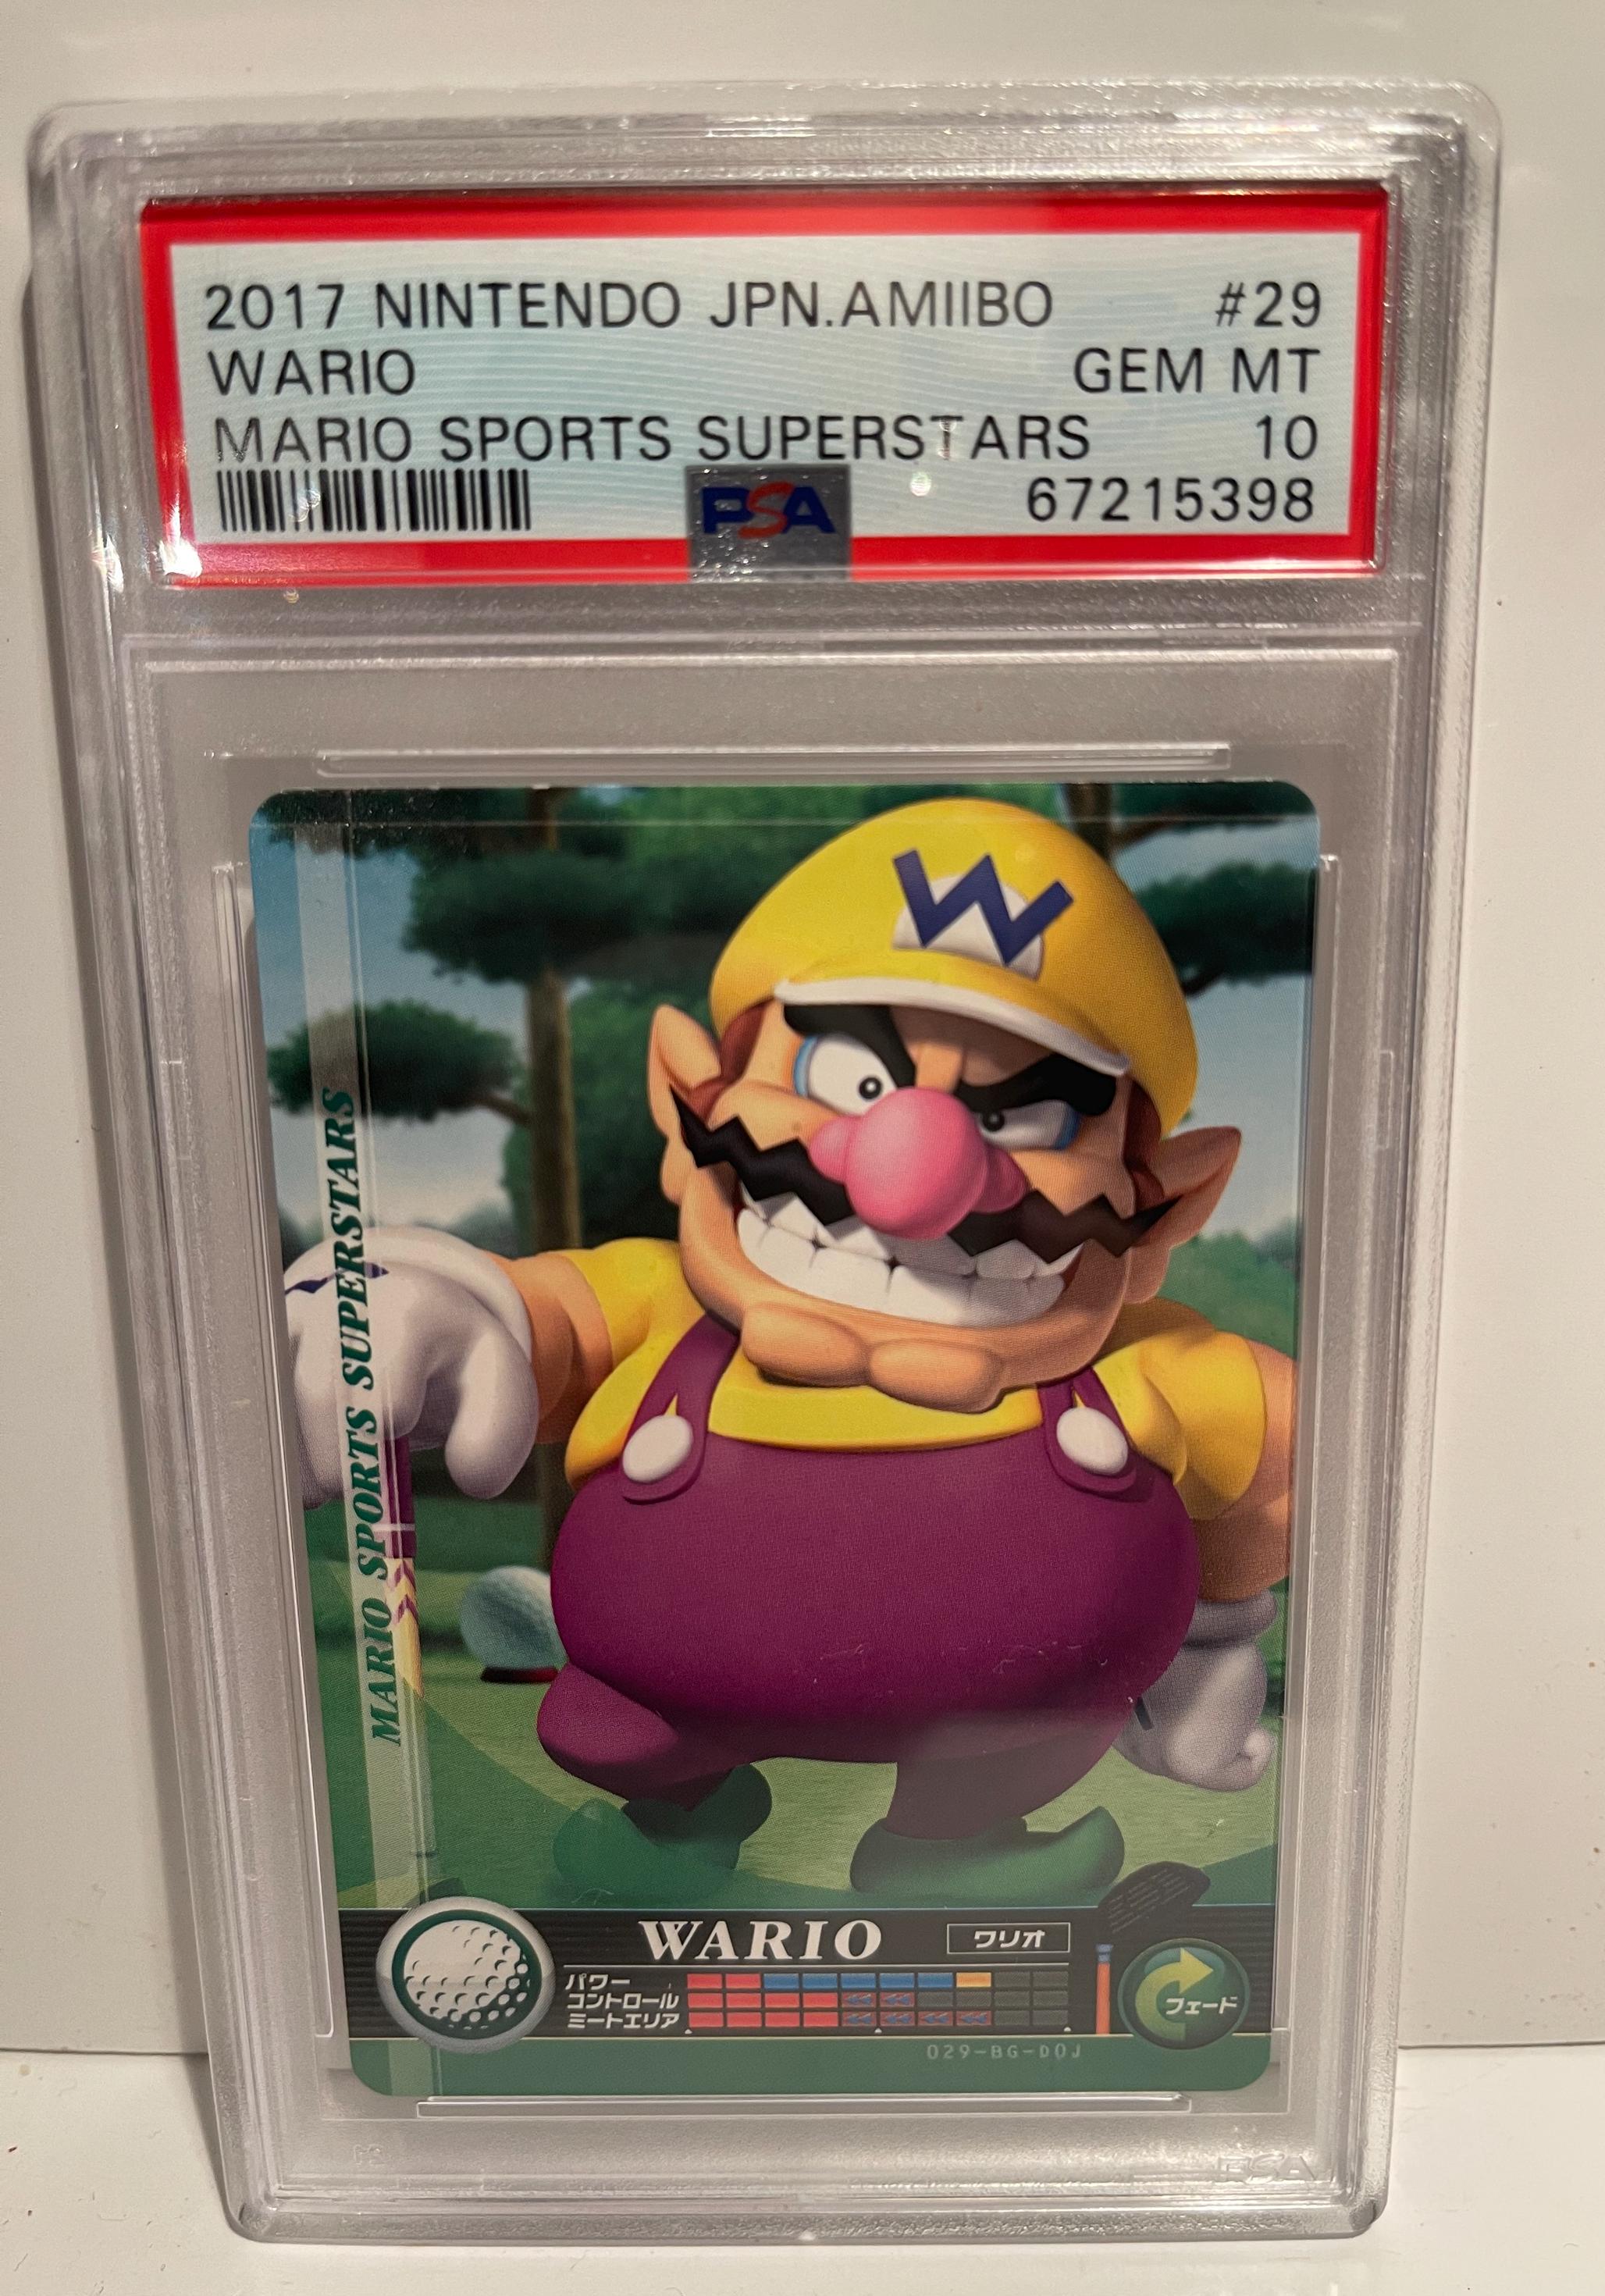 2017 NINTENDO JPN.AMIIBO #29
WARIO GEM MT
MARIO SPORTS SUPERSTARS 10
PSA 67215398
W
MARIO SPORTS SUPERSTARS
WARIO ワリオ
パワー
コントロール
ミートエリア
フェード
029-BG-D0J
PSA